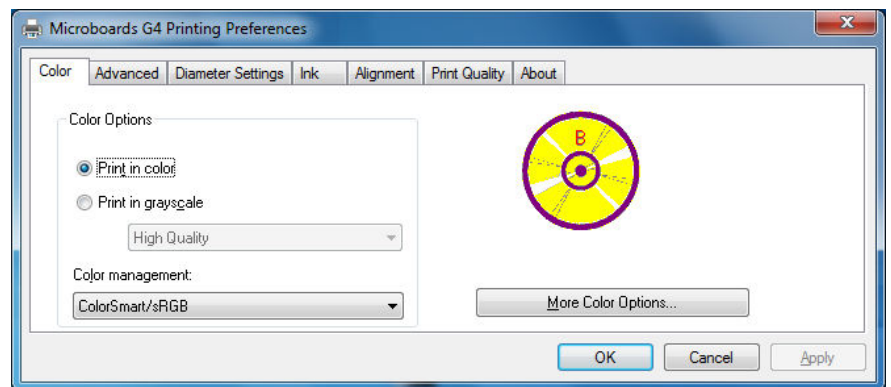 Microboards G4 Printing Preferences
Color Advanced Diameter Settings Ink Alignment Print Quality About
Color Options
B
Print in color
Print in grayscale
High Quality
Color management:
ColorSmart/sRGB
More Color Options...
OK Cancel Apply